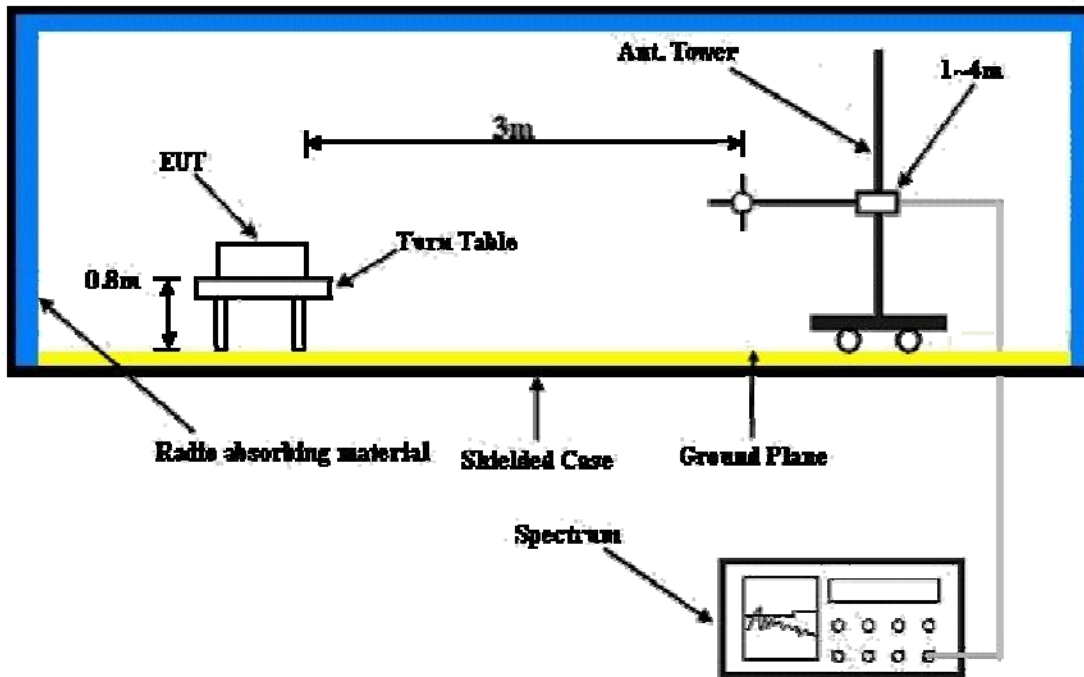 Ant. Tower
1~4m
3m
EUT
Turn Table
0.8m
Radio absorbing material
Shielded Case
Ground Plane
Spectrum